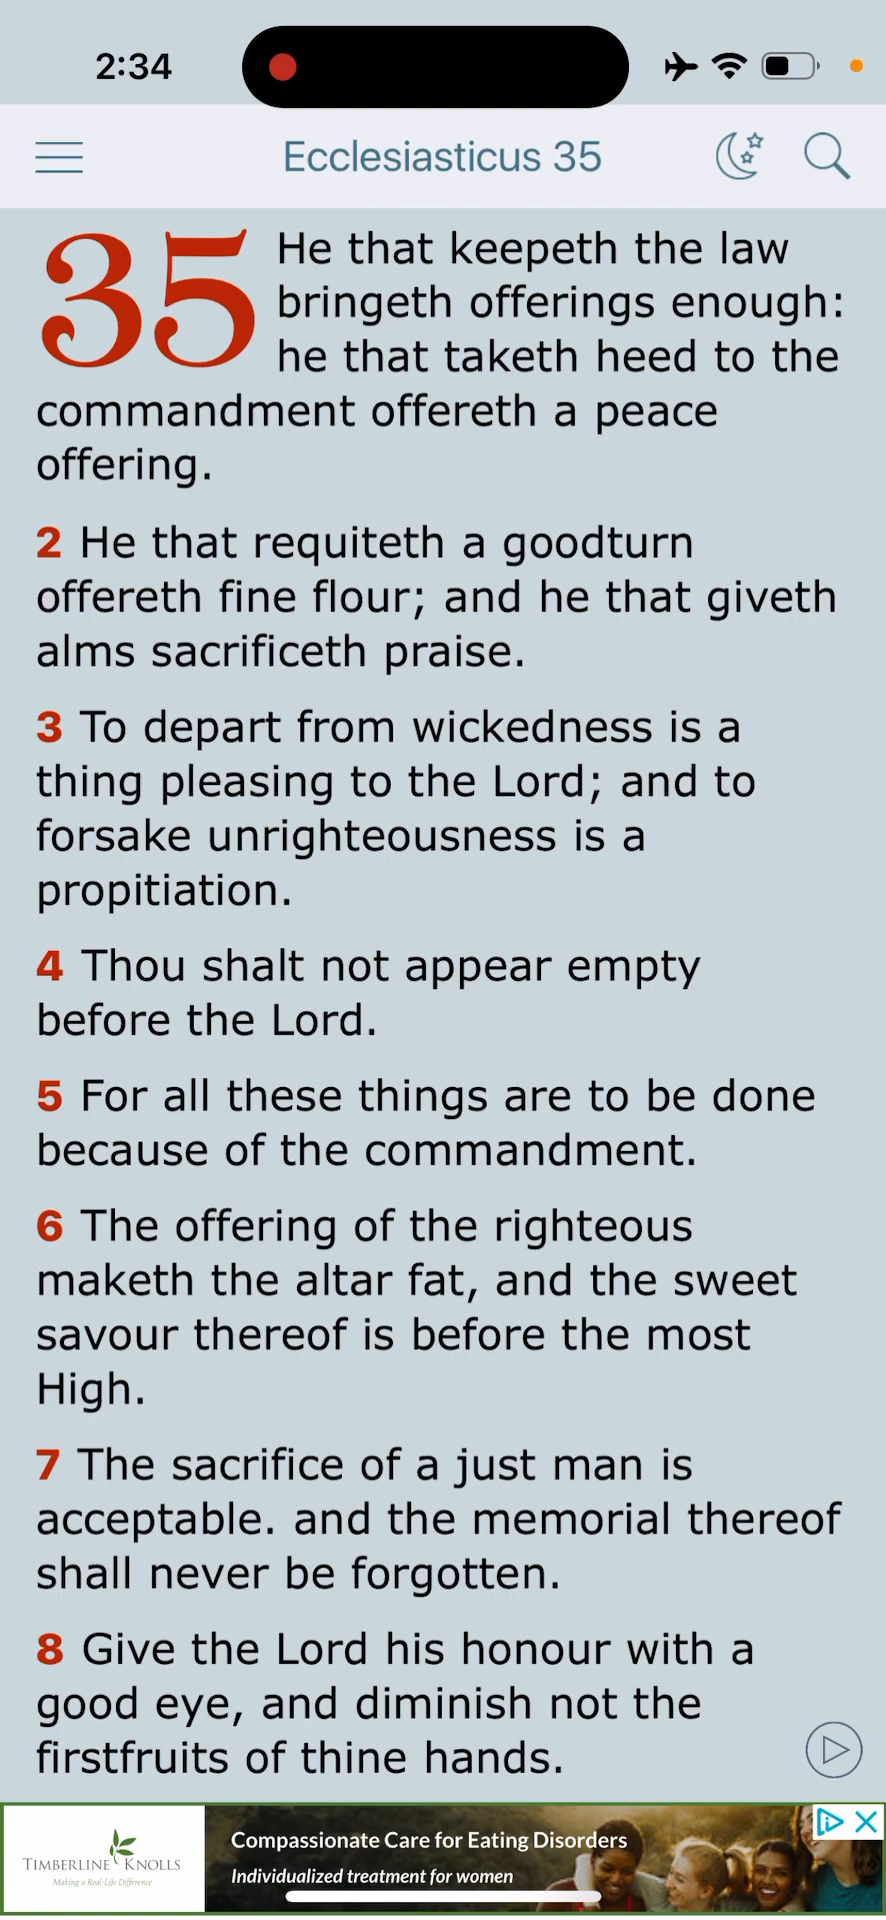 2:34
Ecclesiasticus 35
35 He that keepeth the law
bringeth offerings enough:
he that taketh heed to the
commandment offereth a peace
offering.
2 He that requiteth a goodturn
offereth fine flour; and he that giveth
alms sacrificeth praise.
3 To depart from wickedness is a
thing pleasing to the Lord; and to
forsake unrighteousness is a
propitiation.
4 Thou shalt not appear empty
before the Lord.
5 For all these things are to be done
because of the commandment.
6 The offering of the righteous
maketh the altar fat, and the sweet
savour thereof is before the most
High.
7 The sacrifice of a just man is
acceptable. and the memorial thereof
shall never be forgotten.
8 Give the Lord his honour with a
good eye, and diminish not the
firstfruits of thine hands.
TIMBERLINE KNOLLS
Making a Real-Life Difference
Compassionate Care for Eating Disorders
Individualized treatment for women